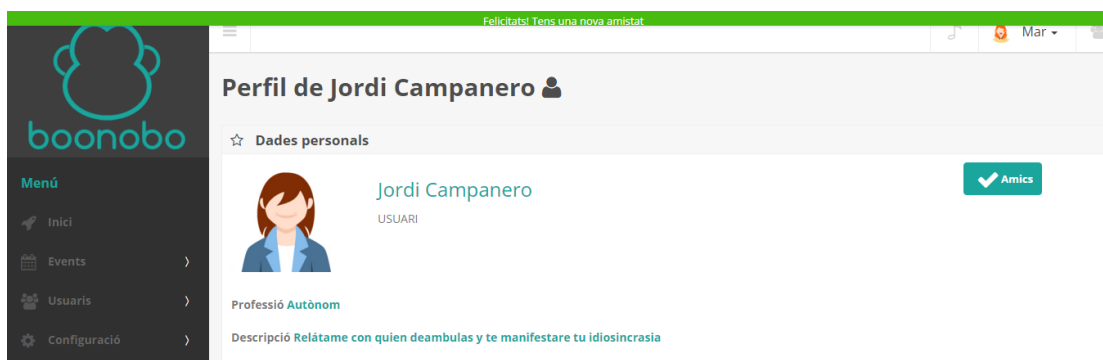 Felicitats! Tens una nova amistat
Mar
Perfil de Jordi Campanero
boonobo
Dades personals
Menú
Jordi Campanero
Amics
USUARI
Inici
Events
Usuaris
Professió Autònom
Configuració
Descripció Relátame con quien deambulas y te manifestare tu idiosincrasia